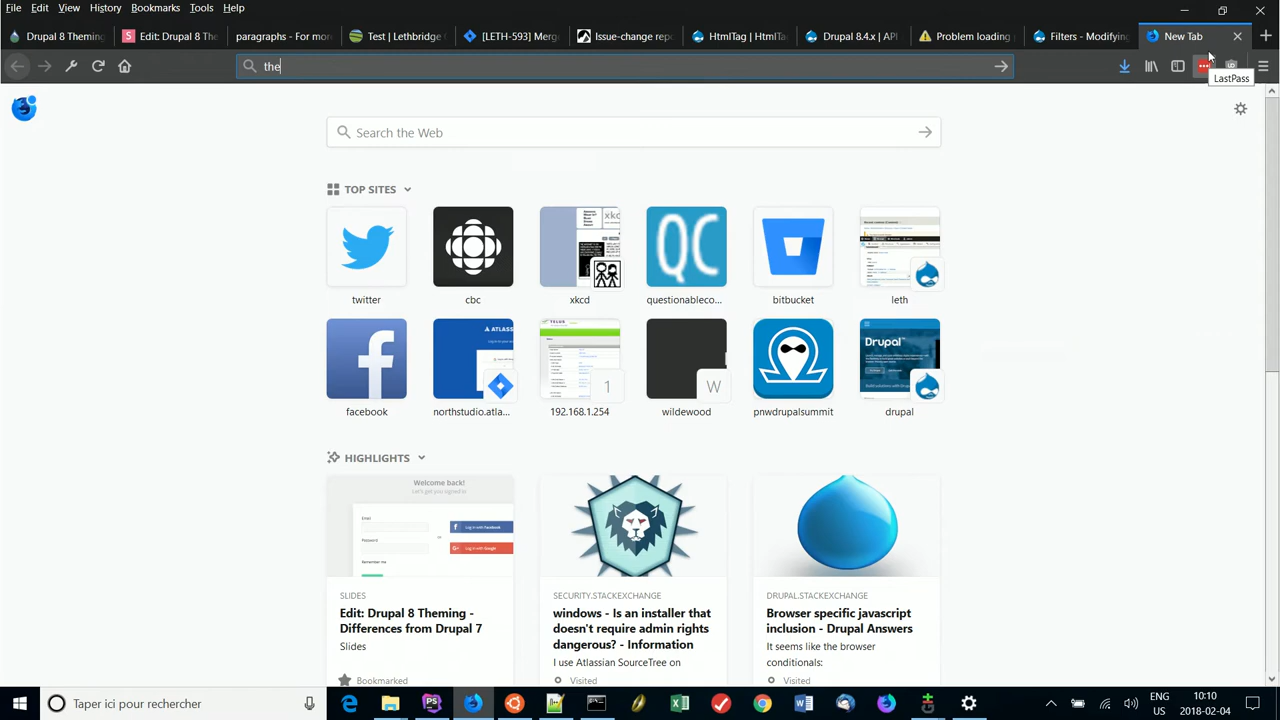 File Edit View History Bookmarks Tools Help
Drupal 8 Theming
Edit: Drupal 8 The
paragraphs - For more
Test | Lethbridge
[LETH-593] Merg
Issue-change repo
HtmlTag | HtmlTa
Drupal 8.4.x | API
Problem loading
Filters - Modifying
New Tab
the
LastPass
Search the Web
TOP SITES
twitter
cbc
xkcd
questionableco...
bitbucket
leth
facebook
northstudio.atla...
192.168.1.254
wildewood
pnwdrupalsummit
drupal
HIGHLIGHTS
SLIDES
Edit: Drupal 8 Theming -
Differences from Drupal 7
Slides
Bookmarked
SECURITY.STACKEXCHANGE
windows - Is an installer that
doesn't require admin rights
dangerous? - Information
I use Atlassian SourceTree on
Visited
DRUPAL.STACKEXCHANGE
Browser specific javascript
inclusion - Drupal Answers
It seems like the browser
conditionals:
Visited
Taper ici pour rechercher
ENG
US
10:10
2018-02-04